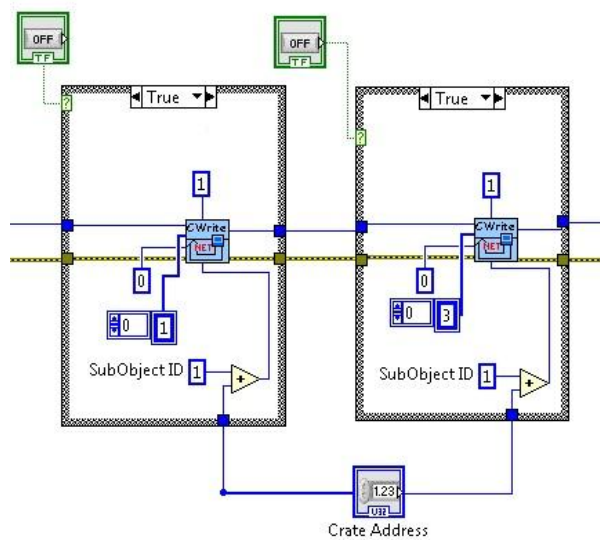 OFF
TF
OFF
TF
True
True
?
?
1
1
CWrite
NET
CWrite
NET
0
0
0
1
0
3
SubObject ID 1
+
SubObject ID 1
+
1.23
U32
Crate Address